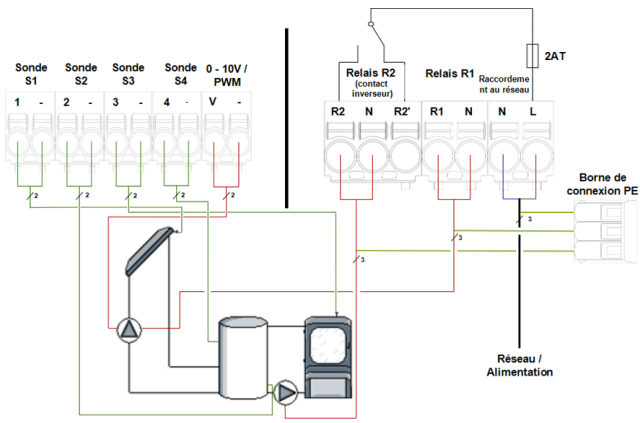 Sonde S1
Sonde S2
Sonde S3
Sonde S4
0 - 10V / PWM
1 - 2 - 3 - 4 - V -
2 2 2 2 2
2AT
Relais R2
(contact
inverseur)
Relais R1
Raccordeme
nt au réseau
R2 N R2' R1 N N L
Borne de
connexion PE
3
3
3
Réseau /
Alimentation